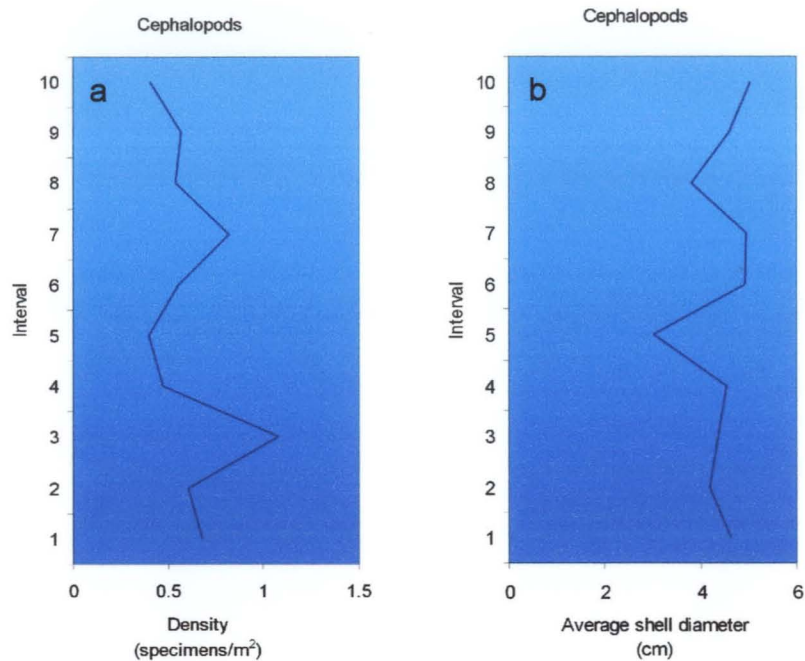 Cephalopods
a
10
9
8
7
6
5
4
3
2
1
Interval
0 0.5 1 1.5
Density
(specimens/m²)
Cephalopods
b
10
9
8
7
6
5
4
3
2
1
Interval
0 2 4 6
Average shell diameter
(cm)